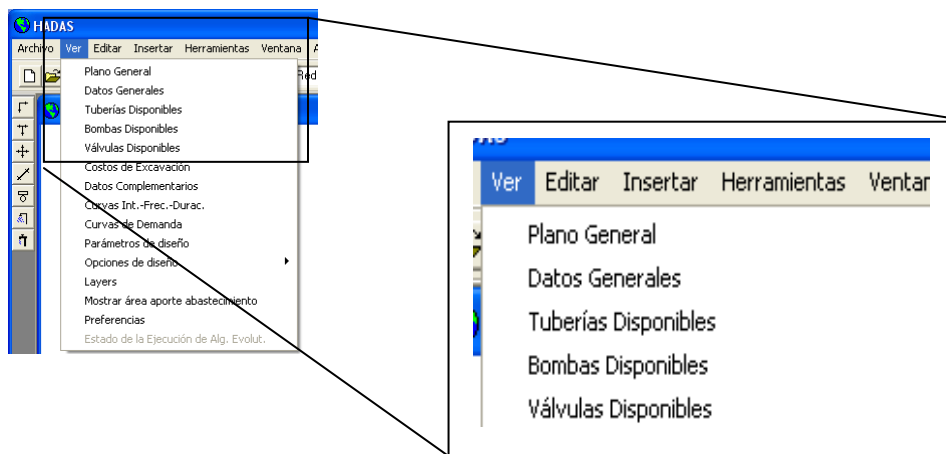 HADAS
Archivo Ver Editar Insertar Herramientas Ventana A
Red
Plano General
Datos Generales
Tuberías Disponibles
Bombas Disponibles
Válvulas Disponibles
Costos de Excavación
Datos Complementarios
Curvas Int.-Frec.-Durac.
Curvas de Demanda
Parámetros de diseño
Opciones de diseño
Layers
Mostrar área aporte abastecimiento
Preferencias
Estado de la Ejecución de Alg. Evolut.
Ver Editar Insertar Herramientas Ventan
Plano General
Datos Generales
Tuberías Disponibles
Bombas Disponibles
Válvulas Disponibles